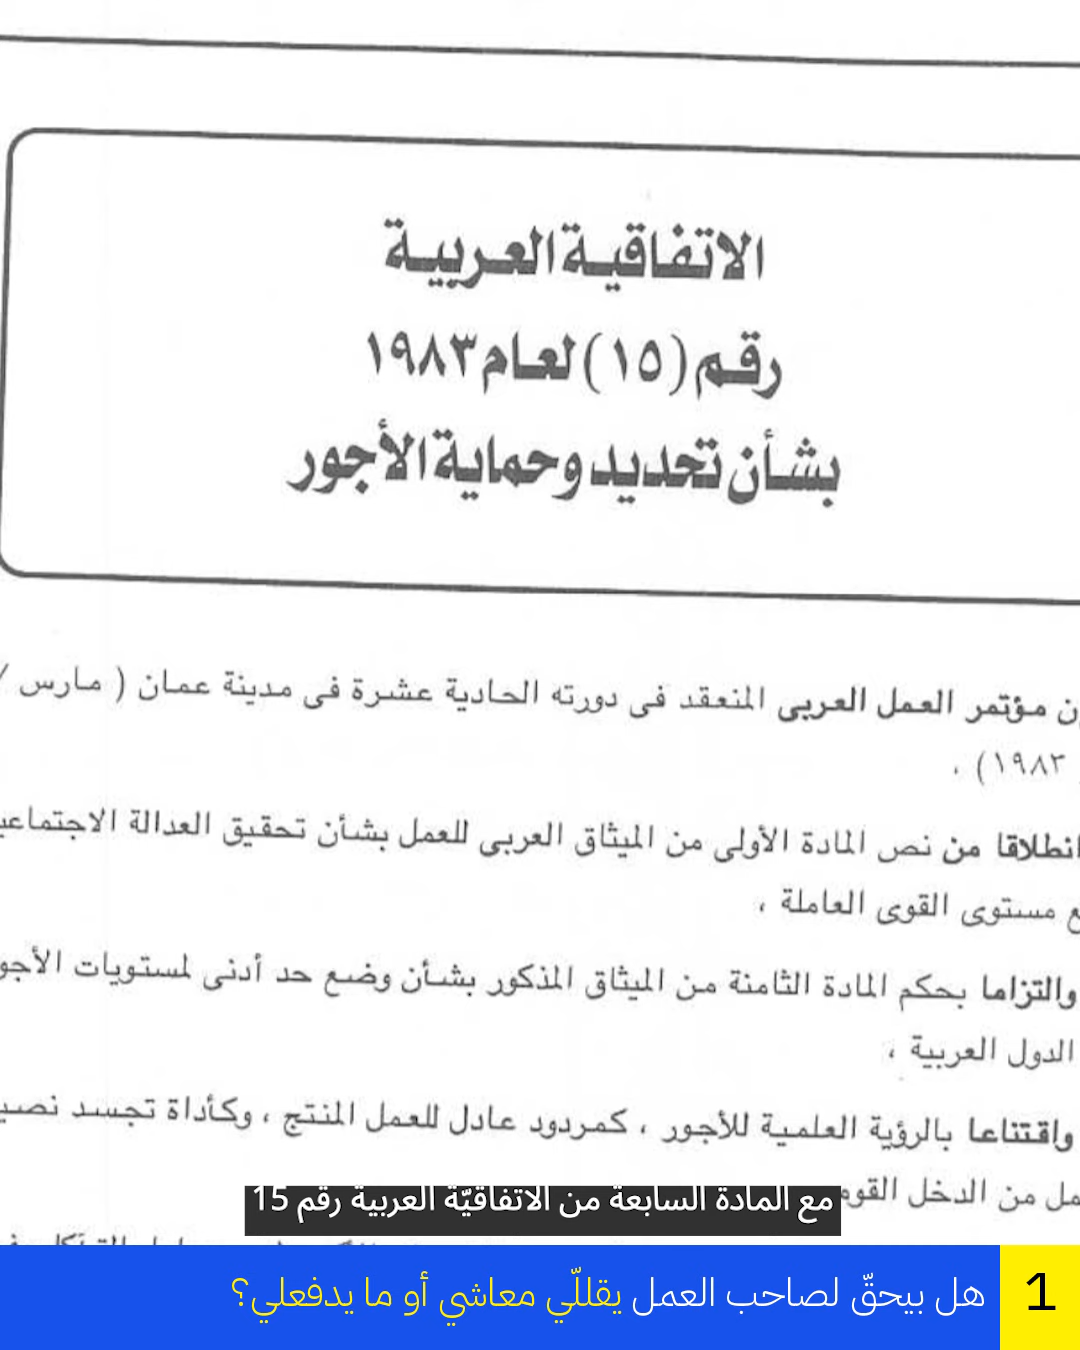 الاتفاقية العربية
رقم (١٥) لعام ١٩٨٣
بشأن تحديد وحماية الأجور
مؤتمر العمل العربى المنعقد فى دورته الحادية عشرة فى مدينة عمان ( مارس /
١٩٨٣) ،
انطلاقا من نص المادة الأولى من الميثاق العربى للعمل بشأن تحقيق العدالة
مستوى القوى العاملة ،
والتزاما بحكم المادة الثامنة من الميثاق المذكور بشأن وضع حد أدنى لمستويات
الدول العربية ،
واقتناعا بالرؤية العلمية للأجور ، كمردود عادل للعمل المنتج ، وكأداة تجسد
من الدخل
مع المادة السابعة من الاتفاقيّة العربية رقم 15
1 هل بيحقّ لصاحب العمل يقللّي معاشي أو ما يدفعلي؟